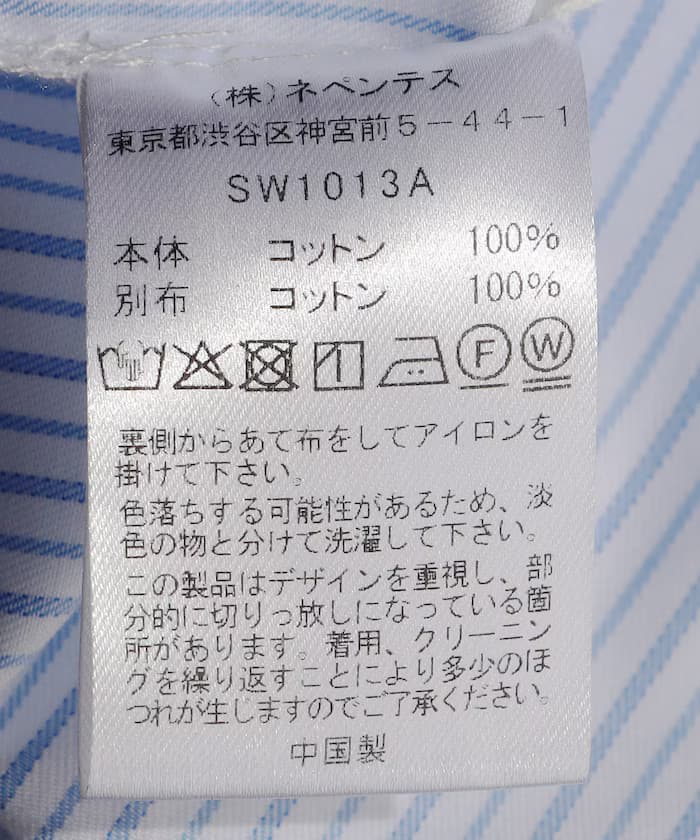 （株）ネペンテス
東京都渋谷区神宮前5-44-1
SW1013A
本体 コットン 100%
別布 コットン 100%
F W
裏側からあて布をしてアイロンを
掛けて下さい。
色落ちする可能性があるため、淡
色の物と分けて洗濯して下さい。
この製品はデザインを重視し、部
分的に切りっ放しになっている箇
所があります。着用、クリーニン
グを繰り返すことにより多少のほ
つれが生じますのでご了承ください。
中国製